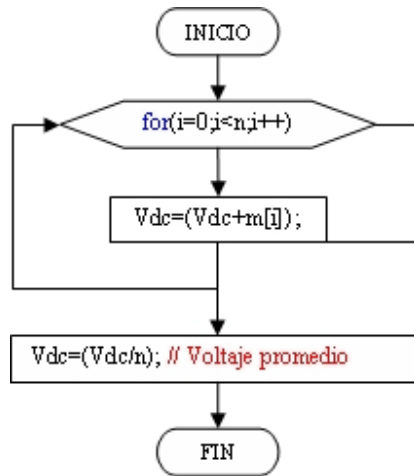 INICIO
for(i=0;i<n;i++)
Vdc=(Vdc+m[i]);
Vdc=(Vdc/n); // Voltaje promedio
FIN